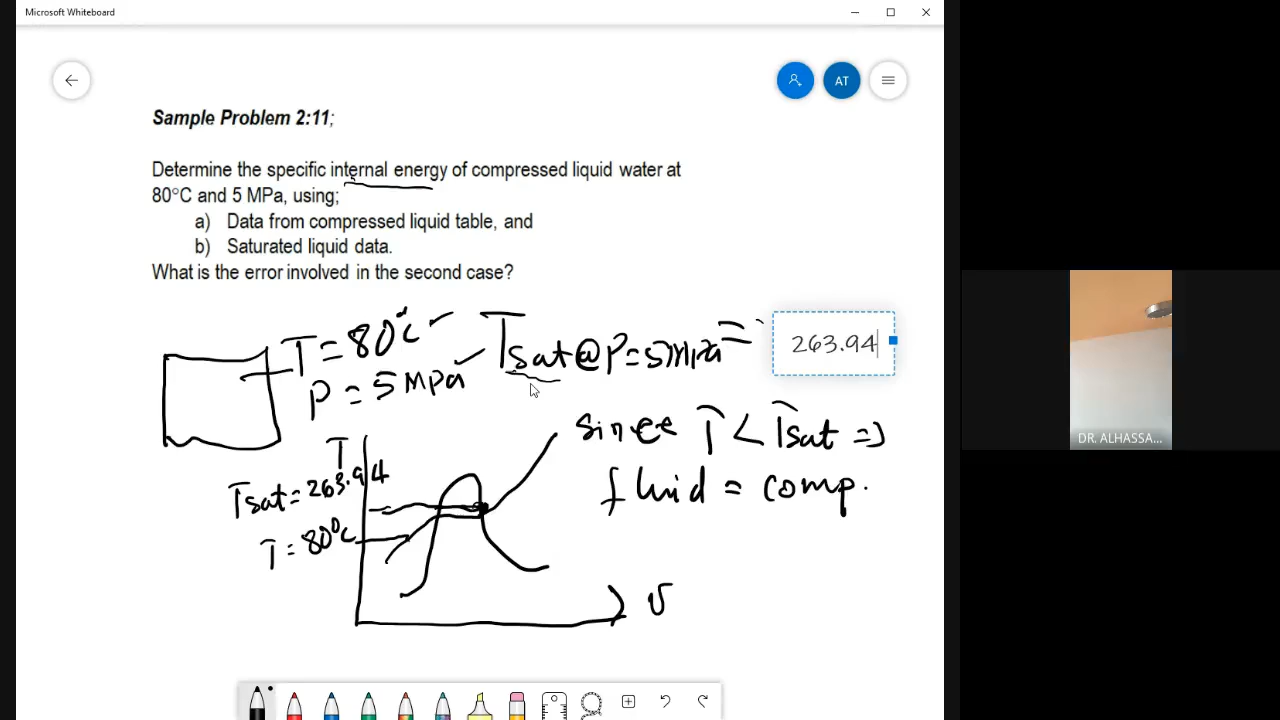 Microsoft Whiteboard
AT
Sample Problem 2:11;
Determine the specific internal energy of compressed liquid water at
80°C and 5 MPa, using;
a) Data from compressed liquid table, and
b) Saturated liquid data.
What is the error involved in the second case?
T = 80°C
P = 5 MPa
Tsat@P=5MPa =
263.94
since T < Tsat =>
fluid = comp.
T
Tsat = 263.94
T = 80°C
v
DR. ALHASSA...